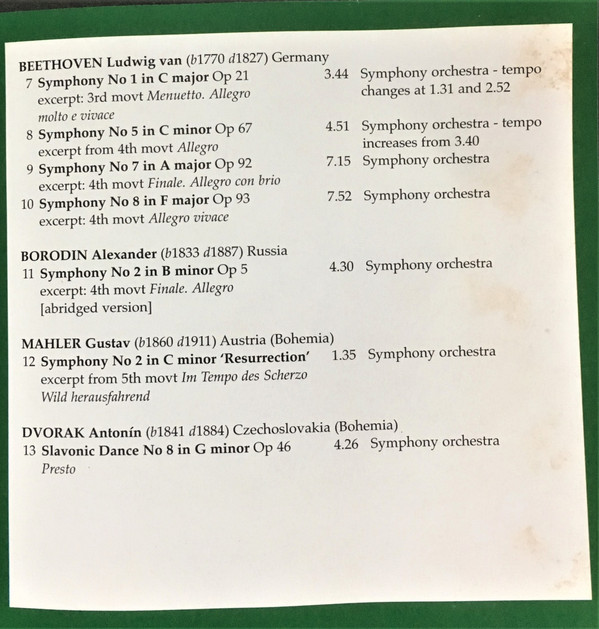 BEETHOVEN Ludwig van (b1770 d1827) Germany
7 Symphony No 1 in C major Op 21 3.44 Symphony orchestra - tempo
excerpt: 3rd movt Menuetto. Allegro changes at 1.31 and 2.52
molto e vivace
8 Symphony No 5 in C minor Op 67 4.51 Symphony orchestra - tempo
excerpt from 4th movt Allegro increases from 3.40
9 Symphony No 7 in A major Op 92 7.15 Symphony orchestra
excerpt: 4th movt Finale. Allegro con brio
10 Symphony No 8 in F major Op 93 7.52 Symphony orchestra
excerpt: 4th movt Allegro vivace
BORODIN Alexander (b1833 d1887) Russia
11 Symphony No 2 in B minor Op 5 4.30 Symphony orchestra
excerpt: 4th movt Finale. Allegro
[abridged version]
MAHLER Gustav (b1860 d1911) Austria (Bohemia)
12 Symphony No 2 in C minor ‘Resurrection’ 1.35 Symphony orchestra
excerpt from 5th movt Im Tempo des Scherzo
Wild herausfahrend
DVORAK Antonín (b1841 d1884) Czechoslovakia (Bohemia)
13 Slavonic Dance No 8 in G minor Op 46 4.26 Symphony orchestra
Presto